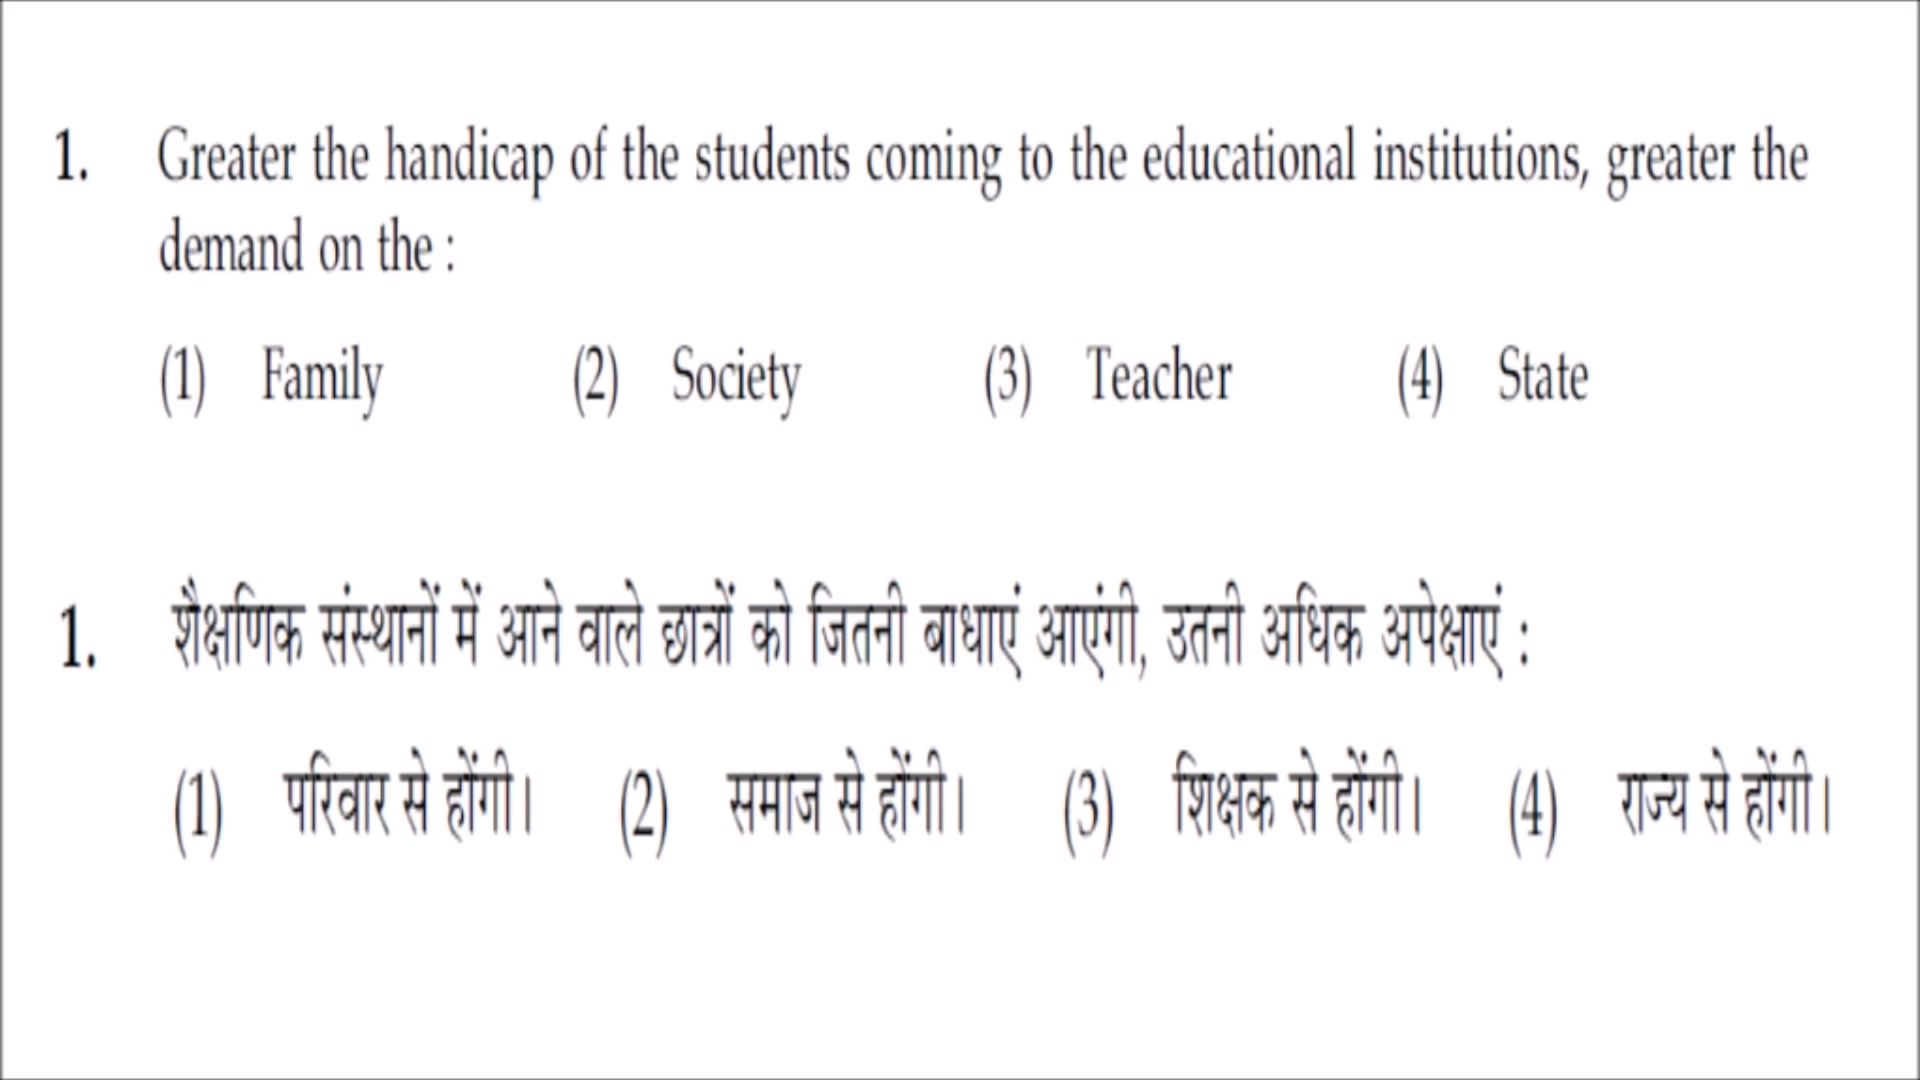 1. Greater the handicap of the students coming to the educational institutions, greater the
demand on the :
(1) Family (2) Society (3) Teacher (4) State
1. शैक्षणिक संस्थानों में आने वाले छात्रों को जितनी बाधाएं आएंगी, उतनी अधिक अपेक्षाएं :
(1) परिवार से होंगी। (2) समाज से होंगी। (3) शिक्षक से होंगी। (4) राज्य से होंगी।